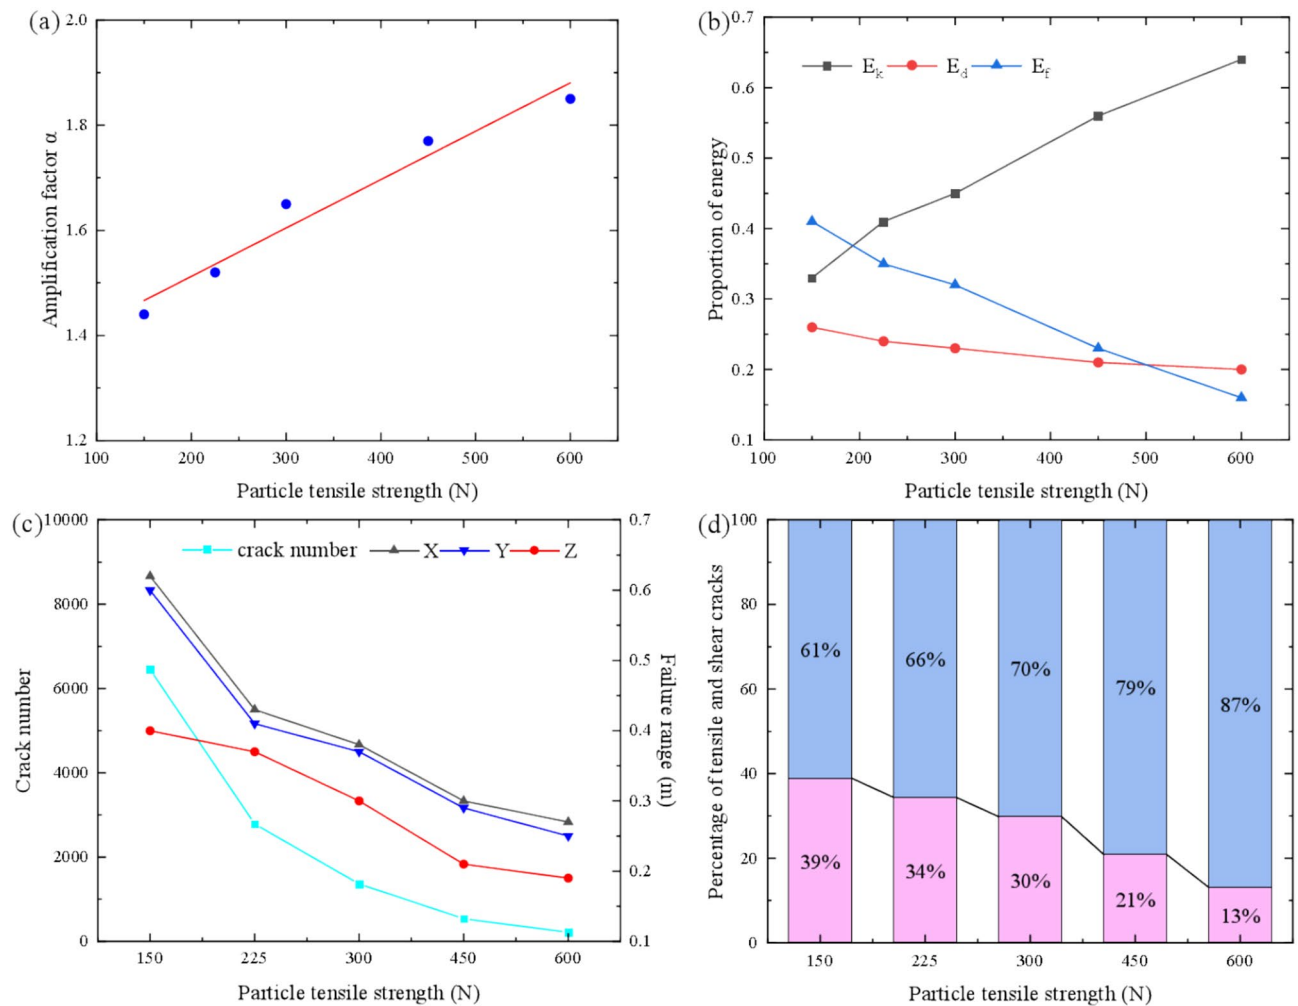 (a)
2.0
1.8
1.6
1.4
1.2
Amplification factor α
100 200 300 400 500 600
Particle tensile strength (N)
(b)
0.7
0.6
0.5
0.4
0.3
0.2
0.1
Proportion of energy
Ek Ed Ef
100 200 300 400 500 600
Particle tensile strength (N)
(c)
10000
8000
6000
4000
2000
0
Crack number
crack number X Y Z
0.7
0.6
0.5
0.4
0.3
0.2
0.1
Failure range (m)
150 225 300 450 600
Particle tensile strength (N)
(d)
100
80
60
40
20
0
Percentage of tensile and shear cracks
61% 66% 70% 79% 87%
39% 34% 30% 21% 13%
150 225 300 450 600
Particle tensile strength (N)